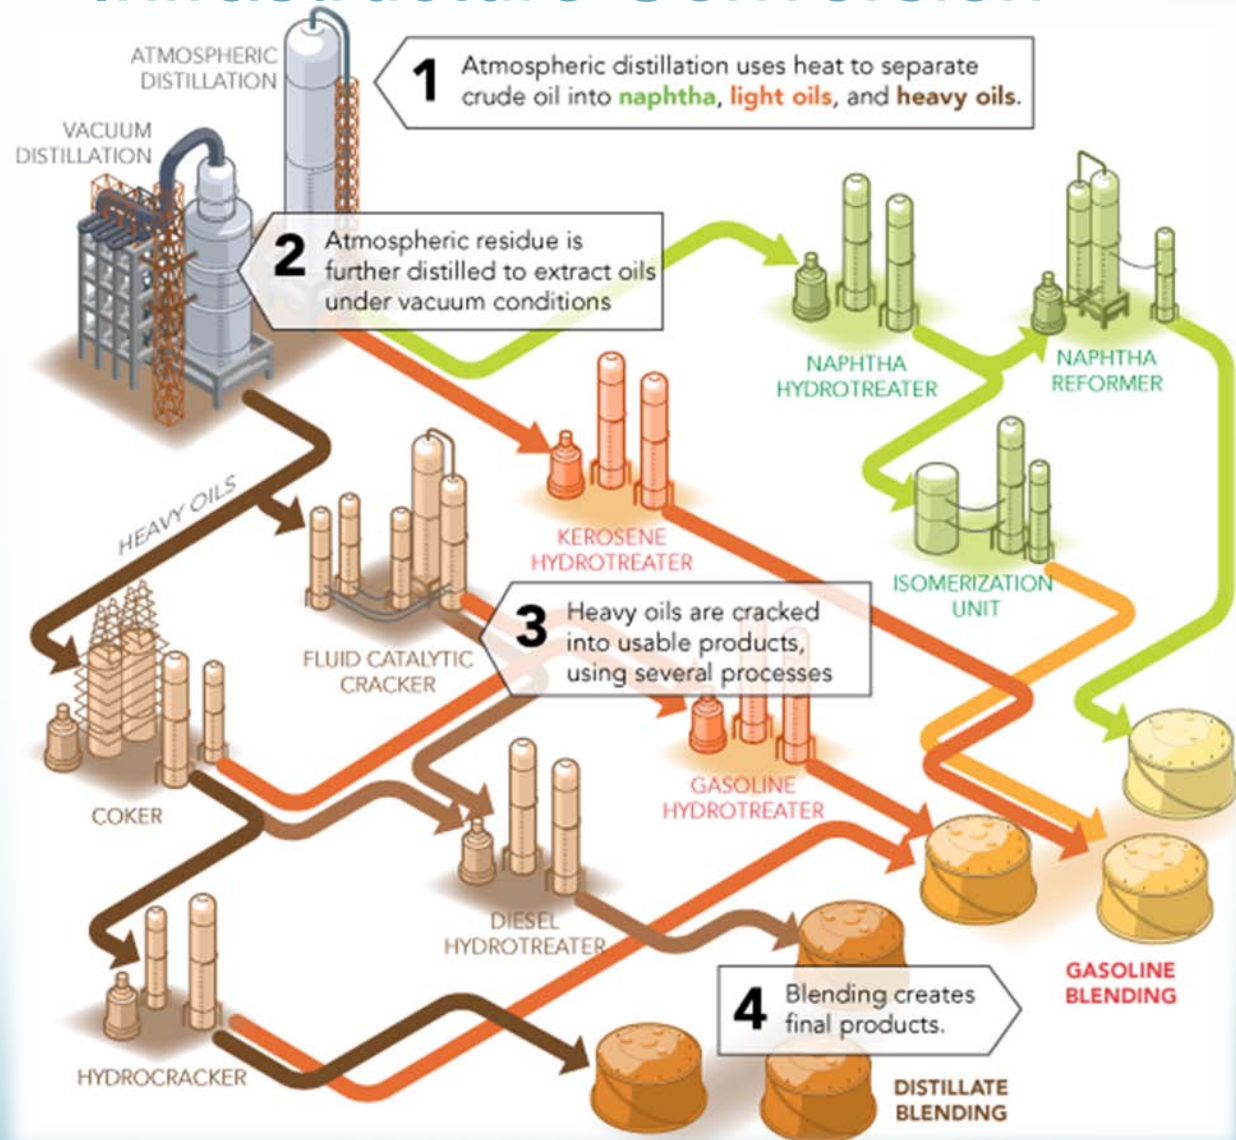 Infrastructure Conversion
ATMOSPHERIC
DISTILLATION
1 Atmospheric distillation uses heat to separate
crude oil into naphtha, light oils, and heavy oils.
VACUUM
DISTILLATION
2 Atmospheric residue is
further distilled to extract oils
under vacuum conditions
NAPHTHA
HYDROTREATER
NAPHTHA
REFORMER
HEAVY OILS
KEROSENE
HYDROTREATER
ISOMERIZATION
UNIT
3 Heavy oils are cracked
into usable products,
using several processes
FLUID CATALYTIC
CRACKER
COKER
GASOLINE
HYDROTREATER
DIESEL
HYDROTREATER
GASOLINE
BLENDING
4 Blending creates
final products.
HYDROCRACKER
DISTILLATE
BLENDING